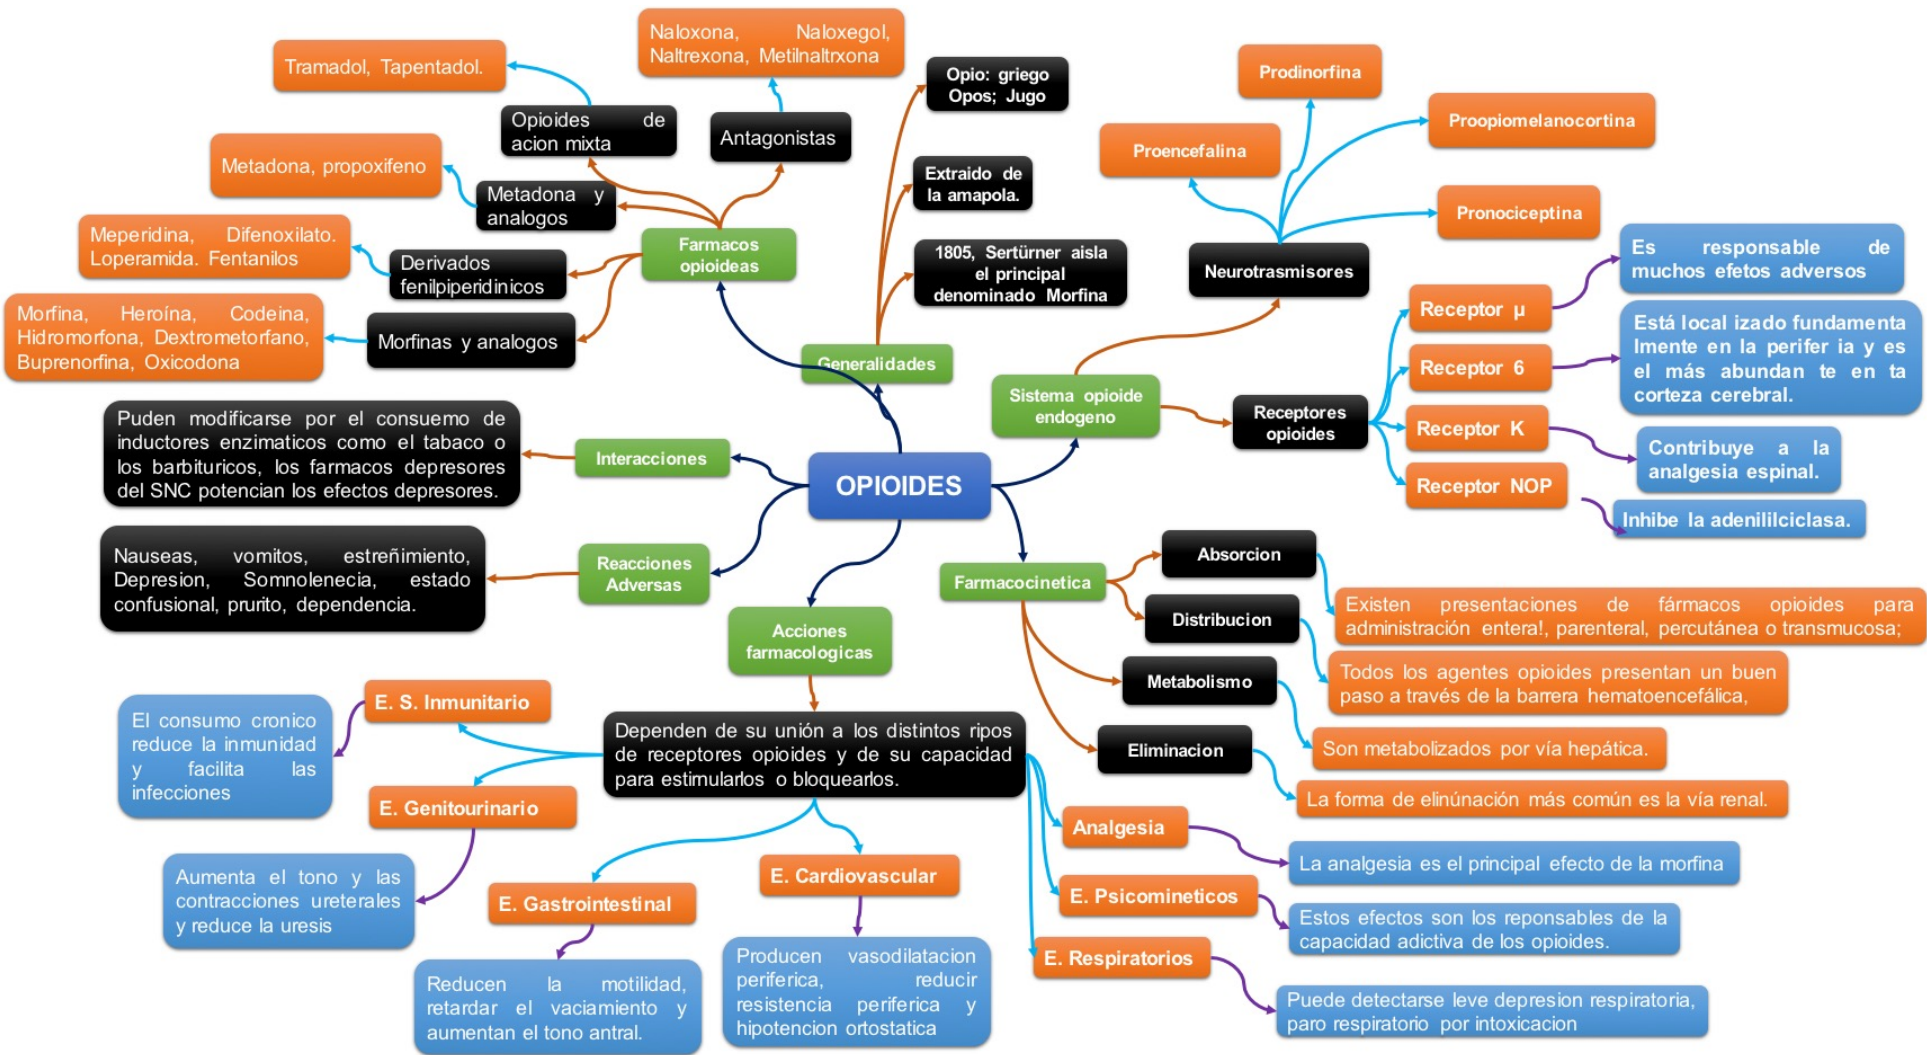 OPIOIDES
Generalidades
Opio: griego
Opos; Jugo
Extraido de
la amapola.
1805, Sertürner aisla
el principal
denominado Morfina
Farmacos
opioideas
Antagonistas
Naloxona, Naloxegol,
Naltrexona, Metilnaltrxona
Opioides de
acion mixta
Tramadol, Tapentadol.
Metadona y
analogos
Metadona, propoxifeno
Derivados
fenilpiperidinicos
Meperidina, Difenoxilato.
Loperamida. Fentanilos
Morfinas y analogos
Morfina, Heroína, Codeina,
Hidromorfona, Dextrometorfano,
Buprenorfina, Oxicodona
Sistema opioide
endogeno
Neurotrasmisores
Proencefalina
Prodinorfina
Proopiomelanocortina
Pronociceptina
Receptores
opioides
Receptor μ
Es responsable de
muchos efetos adversos
Receptor 6
Está local izado fundamenta
lmente en la perifer ia y es
el más abundan te en ta
corteza cerebral.
Receptor K
Contribuye a la
analgesia espinal.
Receptor NOP
Inhibe la adenililciclasa.
Interacciones
Puden modificarse por el consuemo de
inductores enzimaticos como el tabaco o
los barbituricos, los farmacos depresores
del SNC potencian los efectos depresores.
Reacciones
Adversas
Nauseas, vomitos, estreñimiento,
Depresion, Somnolenecia, estado
confusional, prurito, dependencia.
Farmacocinetica
Absorcion
Existen presentaciones de fármacos opioides para
administración entera!, parenteral, percutánea o transmucosa;
Distribucion
Todos los agentes opioides presentan un buen
paso a través de la barrera hematoencefálica,
Metabolismo
Son metabolizados por vía hepática.
Eliminacion
La forma de elinúnación más común es la vía renal.
Acciones
farmacologicas
Dependen de su unión a los distintos ripos
de receptores opioides y de su capacidad
para estimularlos o bloquearlos.
E. S. Inmunitario
El consumo cronico
reduce la inmunidad
y facilita las
infecciones
E. Genitourinario
Aumenta el tono y las
contracciones ureterales
y reduce la uresis
E. Gastrointestinal
Reducen la motilidad,
retardar el vaciamiento y
aumentan el tono antral.
E. Cardiovascular
Producen vasodilatacion
periferica, reducir
resistencia periferica y
hipotencion ortostatica
Analgesia
La analgesia es el principal efecto de la morfina
E. Psicomineticos
Estos efectos son los reponsables de la
capacidad adictiva de los opioides.
E. Respiratorios
Puede detectarse leve depresion respiratoria,
paro respiratorio por intoxicacion